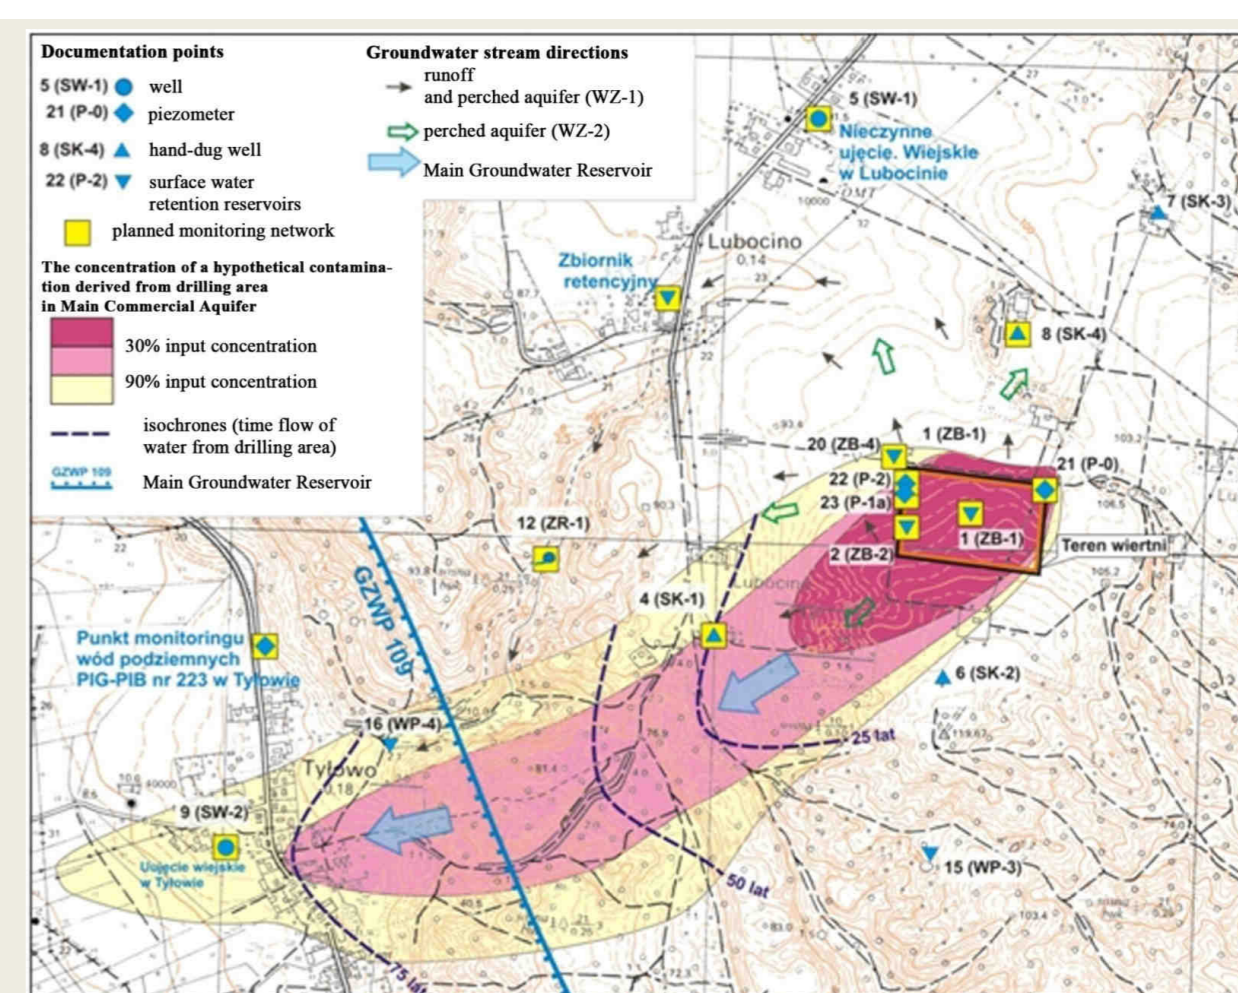 Documentation points
5 (SW-1)
well
21 (P-0)
piezometer
8 (SK-4)
hand-dug well
22 (P-2)
surface water
retention reservoirs
planned monitoring network
The concentration of a hypothetical contamina-
tion derived from drilling area
in Main Commercial Aquifer
30% input concentration
90% input concentration
isochrones (time flow of
water from drilling area)
GZWP 109
Main Groundwater Reservoir
Groundwater stream directions
runoff
and perched aquifer (WZ-1)
perched aquifer (WZ-2)
Main Groundwater Reservoir
5 (SW-1)
Nieczynne
ujęcie. Wiejskie
w Lubocinie
7 (SK-3)
Lubocino
0.14
Zbiornik
retencyjny
8 (SK-4)
20 (ZB-4)
1 (ZB-1)
21 (P-0)
22 (P-2)
23 (P-1a)
1 (ZB-1)
2 (ZB-2)
Teren wiertni
12 (ZR-1)
4 (SK-1)
GZWP 109
Punkt monitoringu
wód podziemnych
PIG-PIB nr 223 w Tyłowie
6 (SK-2)
16 (WP-4)
25 lat
Tyłowo
0.18
9 (SW-2)
Uujęcie wiejskie
w Tyłowie
15 (WP-3)
50 lat
75 lat